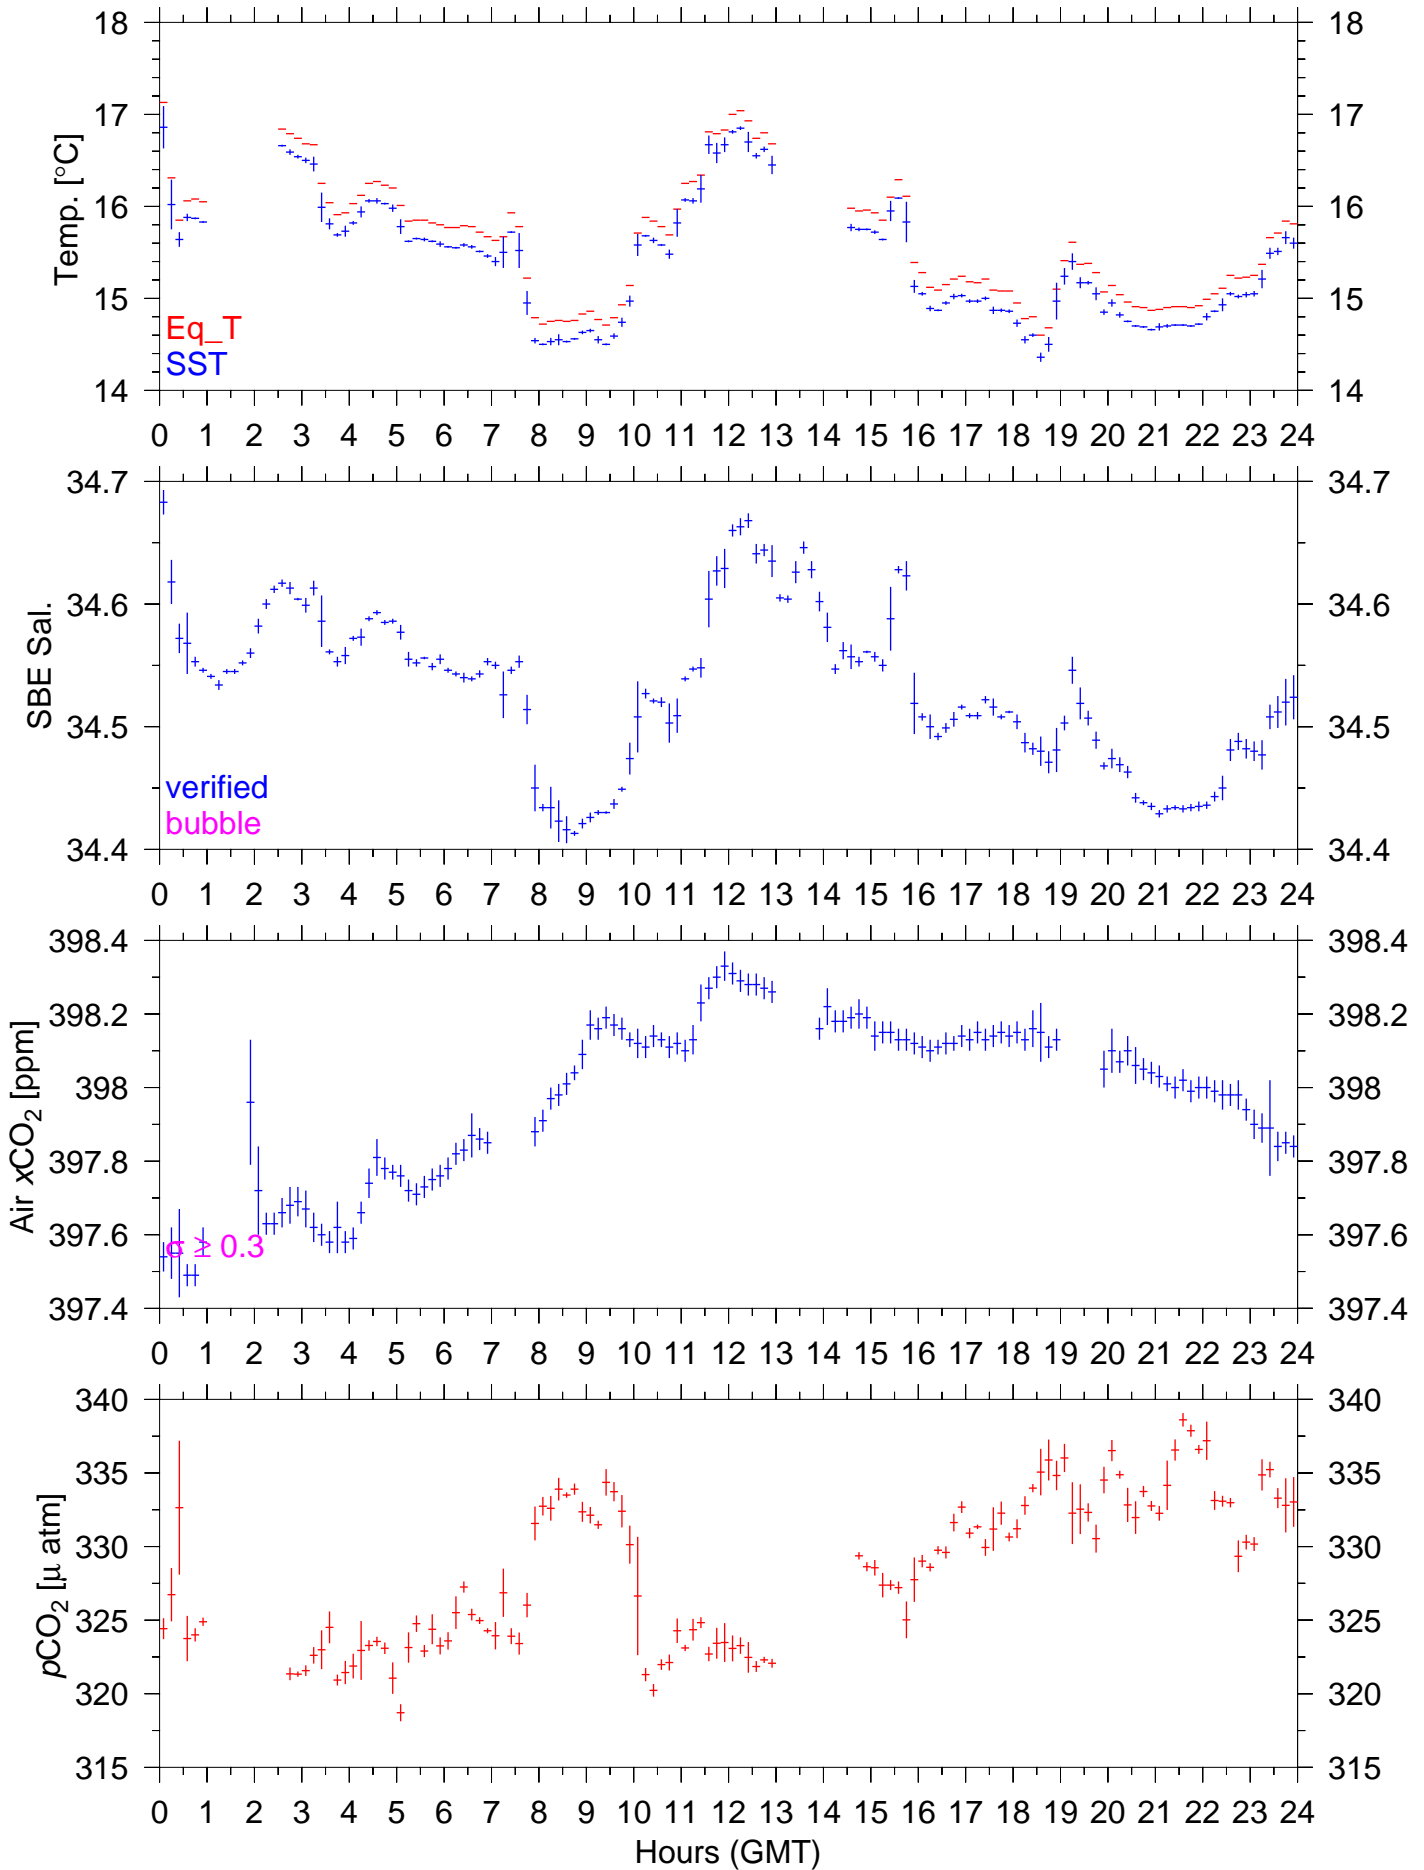 18 18
17 17
16 16
15 15
14 14
Temp. [°C]
Eq_T
SST
0 1 2 3 4 5 6 7 8 9 10 11 12 13 14 15 16 17 18 19 20 21 22 23 24
34.7 34.7
34.6 34.6
34.5 34.5
34.4 34.4
SBE Sal.
verified
bubble
0 1 2 3 4 5 6 7 8 9 10 11 12 13 14 15 16 17 18 19 20 21 22 23 24
398.4 398.4
398.2 398.2
398 398
397.8 397.8
397.6 397.6
397.4 397.4
Air xCO₂ [ppm]
σ ≥ 0.3
0 1 2 3 4 5 6 7 8 9 10 11 12 13 14 15 16 17 18 19 20 21 22 23 24
340 340
335 335
330 330
325 325
320 320
315 315
pCO₂ [μ atm]
0 1 2 3 4 5 6 7 8 9 10 11 12 13 14 15 16 17 18 19 20 21 22 23 24
Hours (GMT)